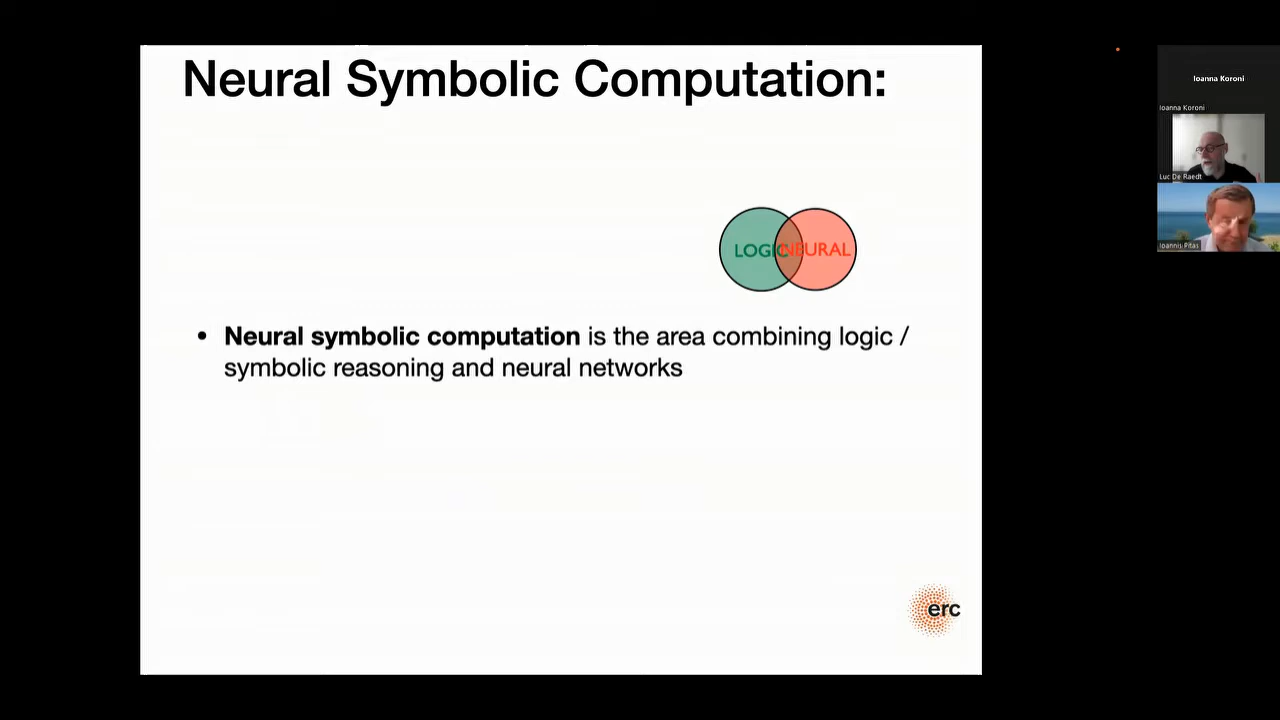 Neural Symbolic Computation:
LOGIC
NEURAL
• Neural symbolic computation is the area combining logic /
symbolic reasoning and neural networks
erc
Ioanna Koroni
Ioanna Koroni
Luc De Raedt
Ioannis Pitas